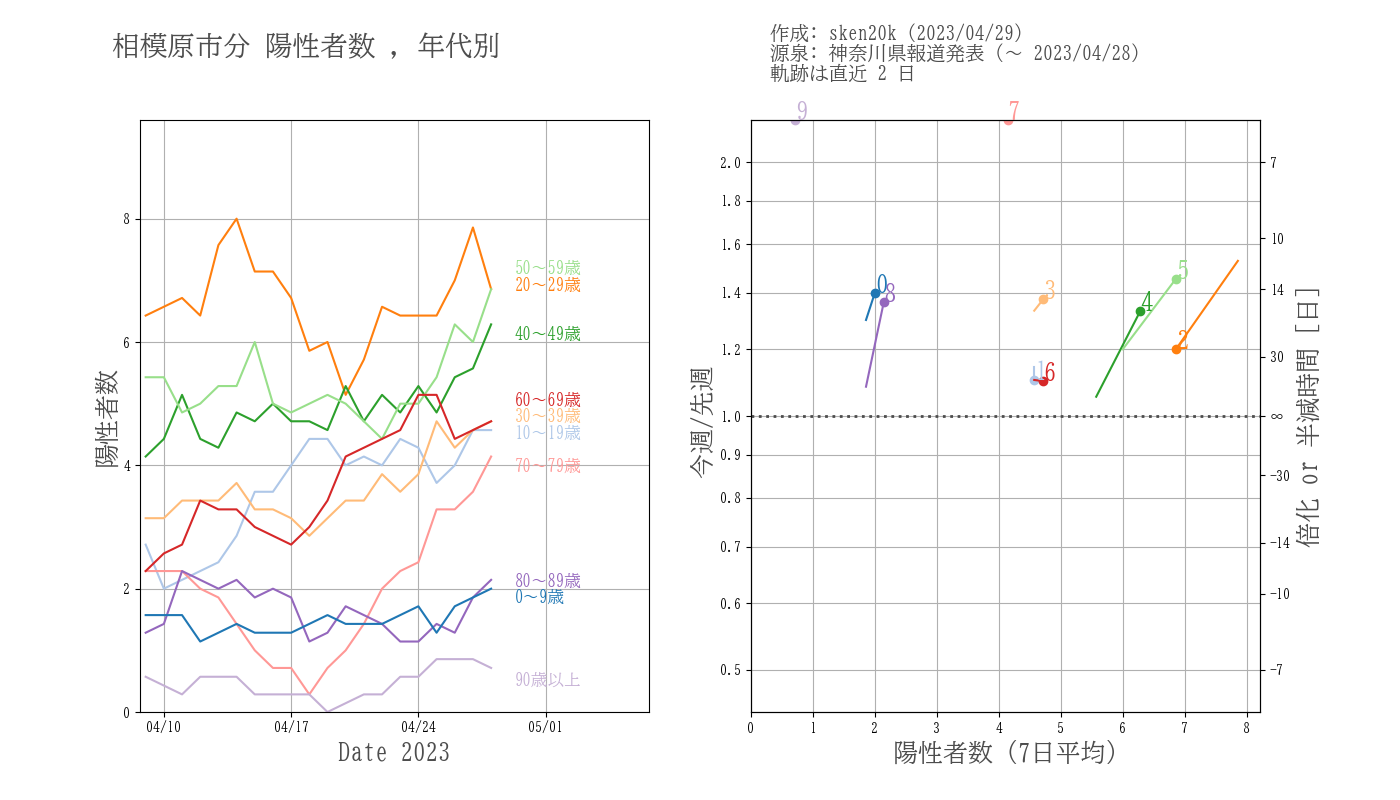 相模原市分 陽性者数 , 年代別
作成: sken20k (2023/04/29)
源泉: 神奈川県報道発表 (～ 2023/04/28)
軌跡は直近 2 日
陽性者数
8
6
4
2
0
04/10
04/17
04/24
05/01
Date 2023
50～59歳
20～29歳
40～49歳
60～69歳
30～39歳
10～19歳
70～79歳
80～89歳
0～9歳
90歳以上
今週/先週
2.0
1.8
1.6
1.4
1.2
1.0
0.9
0.8
0.7
0.6
0.5
9
7
0
8
3
1
6
4
5
2
0
1
2
3
4
5
6
7
8
陽性者数 (7日平均)
7
10
14
30
∞
-30
-14
-10
-7
倍化 or 半減時間 [日]